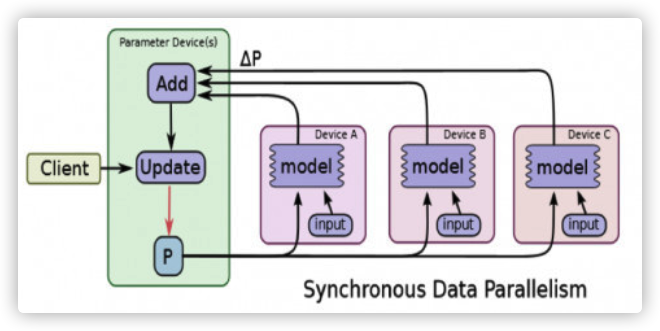 Parameter Device(s)
ΔP
Add
Client
Update
P
Device A
model
input
Device B
model
input
Device C
model
input
Synchronous Data Parallelism